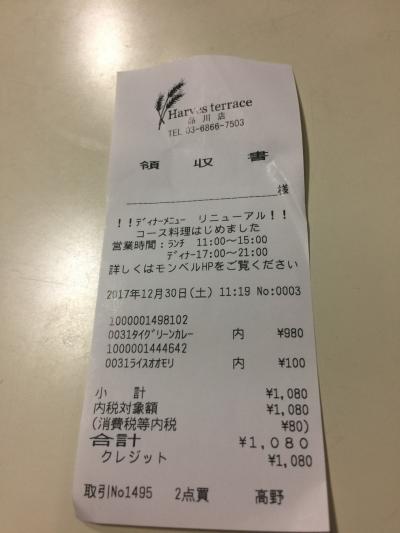 Harvest terrace
品川店
TEL 03-6866-7503
領収書
様
!!ﾃﾞｨﾅｰﾒﾆｭｰ リニューアル!!
コース料理はじめました
営業時間:ﾗﾝﾁ 11:00～15:00
ﾃﾞｨﾅｰ17:00～21:00
詳しくはモンベルHPをご覧ください
2017年12月30日(土) 11:19 No:0003
1000001498102
0031ﾀｲｸﾞﾘｰﾝｶﾚｰ 内 ¥980
1000001444642
0031ﾗｲｽｵｵﾓﾘ 内 ¥100
小計 ¥1,080
内税対象額 ¥1,080
(消費税等内税 ¥80)
合計 ¥1,080
クレジット ¥1,080
取引No1495 2点買 高野